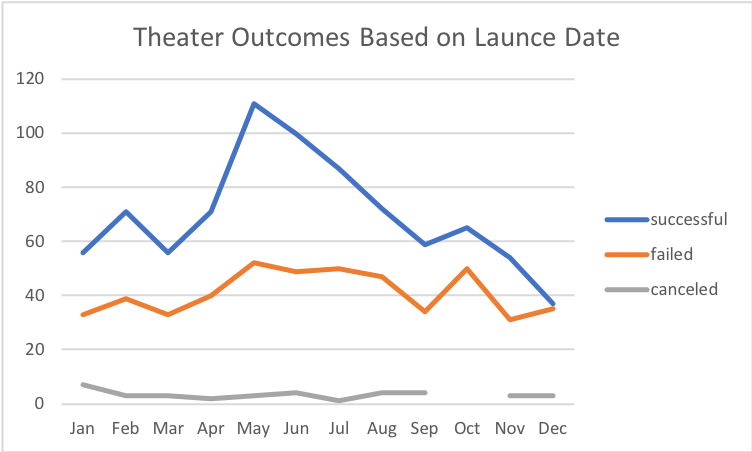 Theater Outcomes Based on Launce Date
120
100
80
60
40
20
0
Jan Feb Mar Apr May Jun Jul Aug Sep Oct Nov Dec
successful
failed
canceled